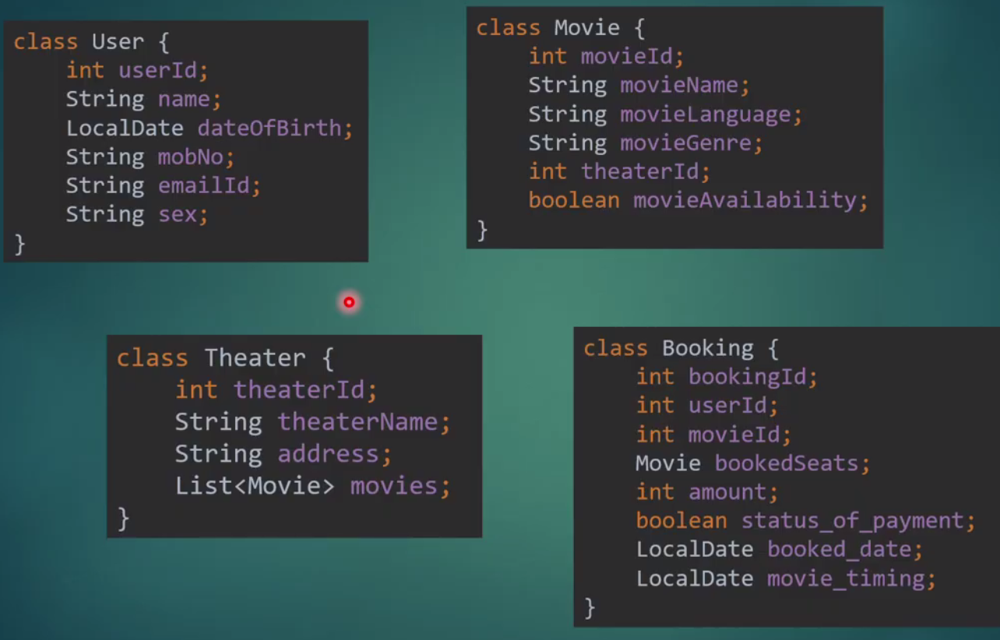 class User {
    int userId;
    String name;
    LocalDate dateOfBirth;
    String mobNo;
    String emailId;
    String sex;
}
class Movie {
    int movieId;
    String movieName;
    String movieLanguage;
    String movieGenre;
    int theaterId;
    boolean movieAvailability;
}
class Theater {
    int theaterId;
    String theaterName;
    String address;
    List<Movie> movies;
}
class Booking {
    int bookingId;
    int userId;
    int movieId;
    Movie bookedSeats;
    int amount;
    boolean status_of_payment;
    LocalDate booked_date;
    LocalDate movie_timing;
}